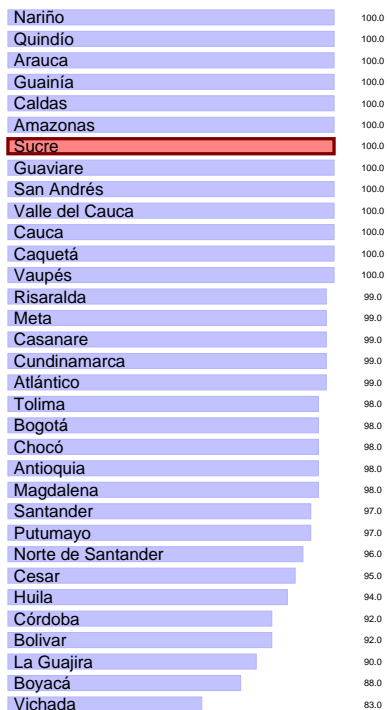 Nariño 100.0
Quindío 100.0
Arauca 100.0
Guainía 100.0
Caldas 100.0
Amazonas 100.0
Sucre 100.0
Guaviare 100.0
San Andrés 100.0
Valle del Cauca 100.0
Cauca 100.0
Caquetá 100.0
Vaupés 100.0
Risaralda 99.0
Meta 99.0
Casanare 99.0
Cundinamarca 99.0
Atlántico 99.0
Tolima 98.0
Bogotá 98.0
Chocó 98.0
Antioquia 98.0
Magdalena 98.0
Santander 97.0
Putumayo 97.0
Norte de Santander 96.0
Cesar 95.0
Huila 94.0
Córdoba 92.0
Bolivar 92.0
La Guajira 90.0
Boyacá 88.0
Vichada 83.0